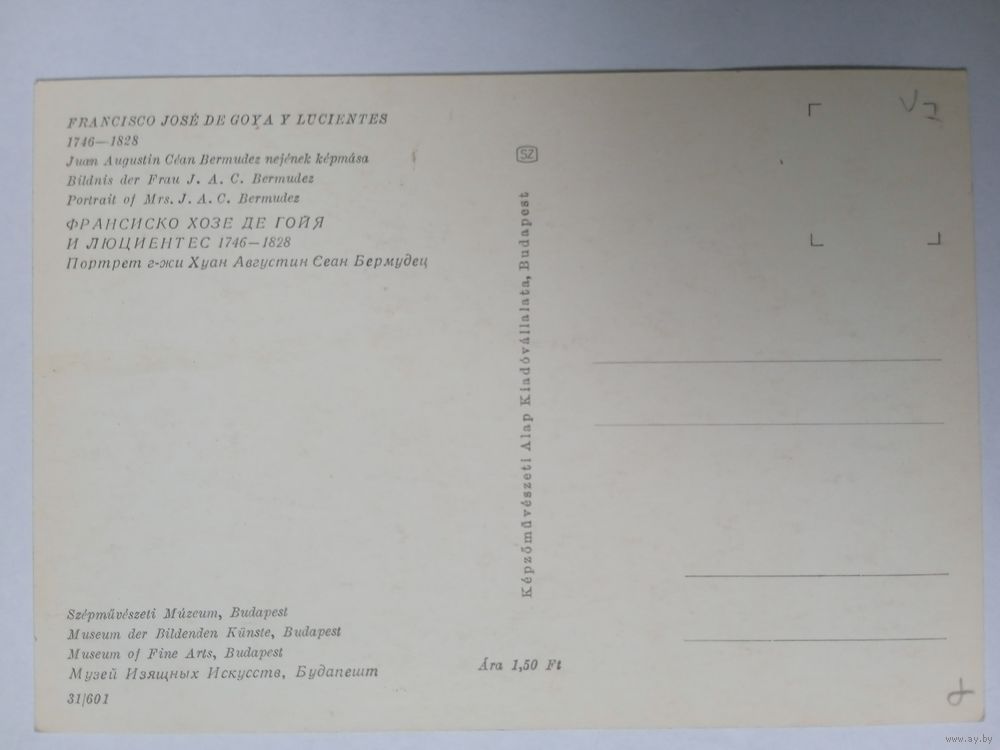 FRANCISCO JOSÉ DE GOYA Y LUCIENTES
1746—1828
Juan Augustin Céan Bermudez nejének képmása
Bildnis der Frau J. A. C. Bermudez
Portrait of Mrs. J. A. C. Bermudez
ФРАНСИСКО ХОЗЕ ДЕ ГОЙЯ
И ЛЮЦИЕНТЕС 1746—1828
Портрет г-жи Хуан Августин Сеан Бермудец
Szépművészeti Múzeum, Budapest
Museum der Bildenden Künste, Budapest
Museum of Fine Arts, Budapest
Музей Изящных Искусств, Будапешт
31/601
SZ
Képzőművészeti Alap Kiadóvállalata, Budapest
Ára 1,50 Ft
www.ay.by